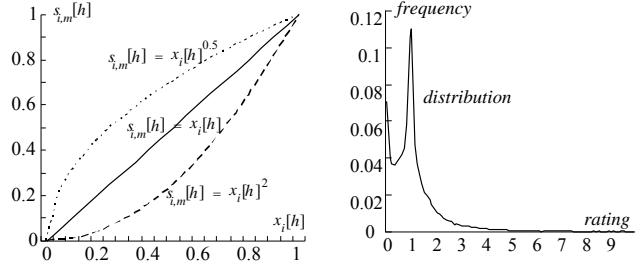 s_{i,m}[h]
1
0.8
0.6
0.4
0.2
0
s_{i,m}[h] = x_i[h]^{0.5}
s_{i,m}[h] = x_i[h]
s_{i,m}[h] = x_i[h]^2
x_i[h]
0 0.2 0.4 0.6 0.8 1
frequency
0.12
0.1
0.08
0.06
0.04
0.02
0
distribution
rating
0 1 2 3 4 5 6 7 8 9